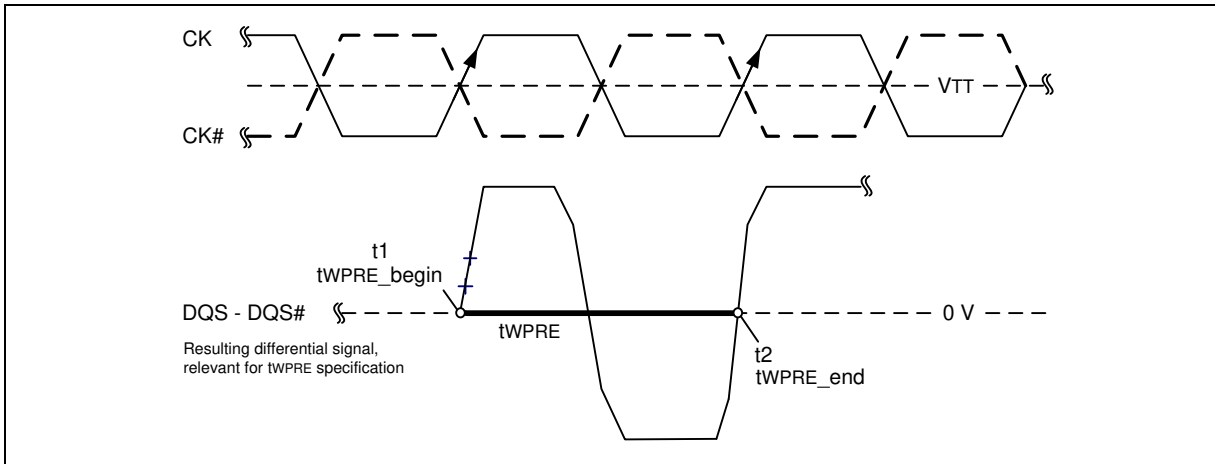 CK
VTT
CK#
t1
tWPRE_begin
DQS - DQS#
tWPRE
0 V
Resulting differential signal,
relevant for tWPRE specification
t2
tWPRE_end